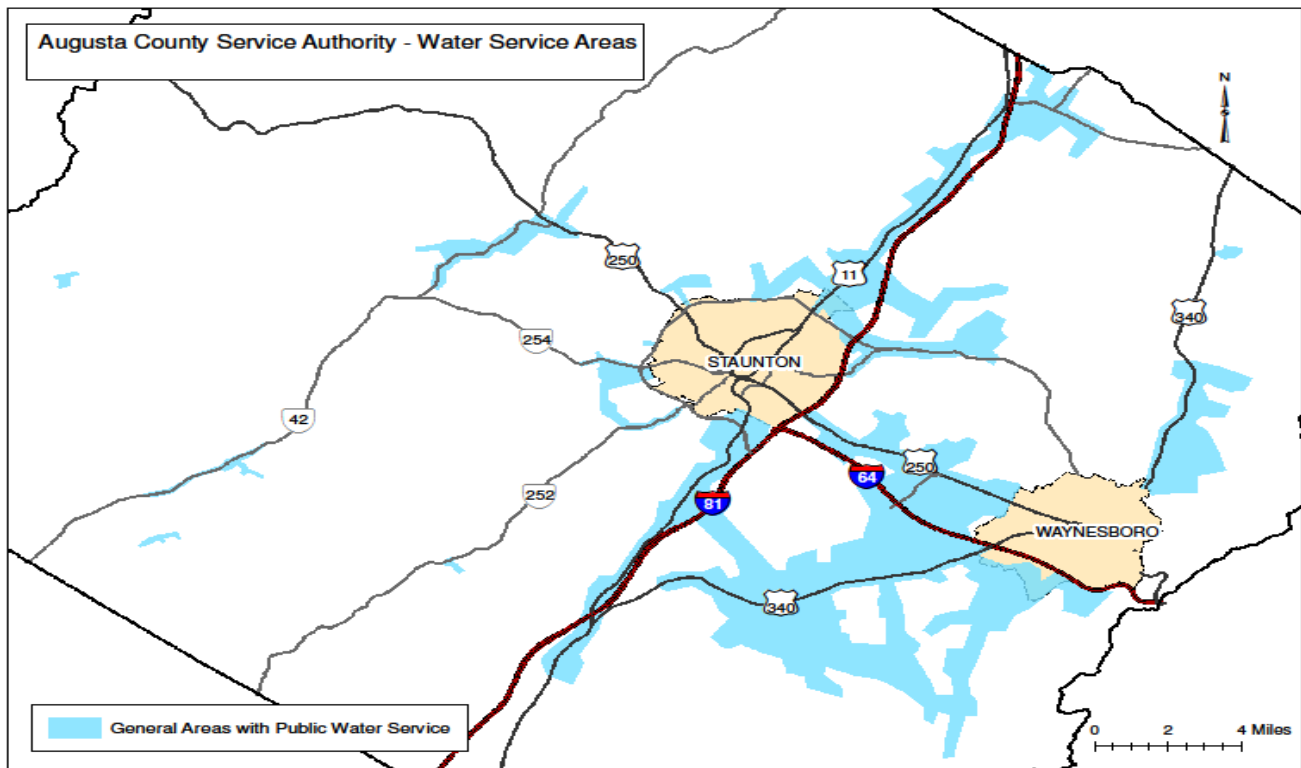 Augusta County Service Authority - Water Service Areas
N
250
11
340
254
STAUNTON
42
250
64
252
81
WAYNESBORO
340
General Areas with Public Water Service
0 2 4 Miles